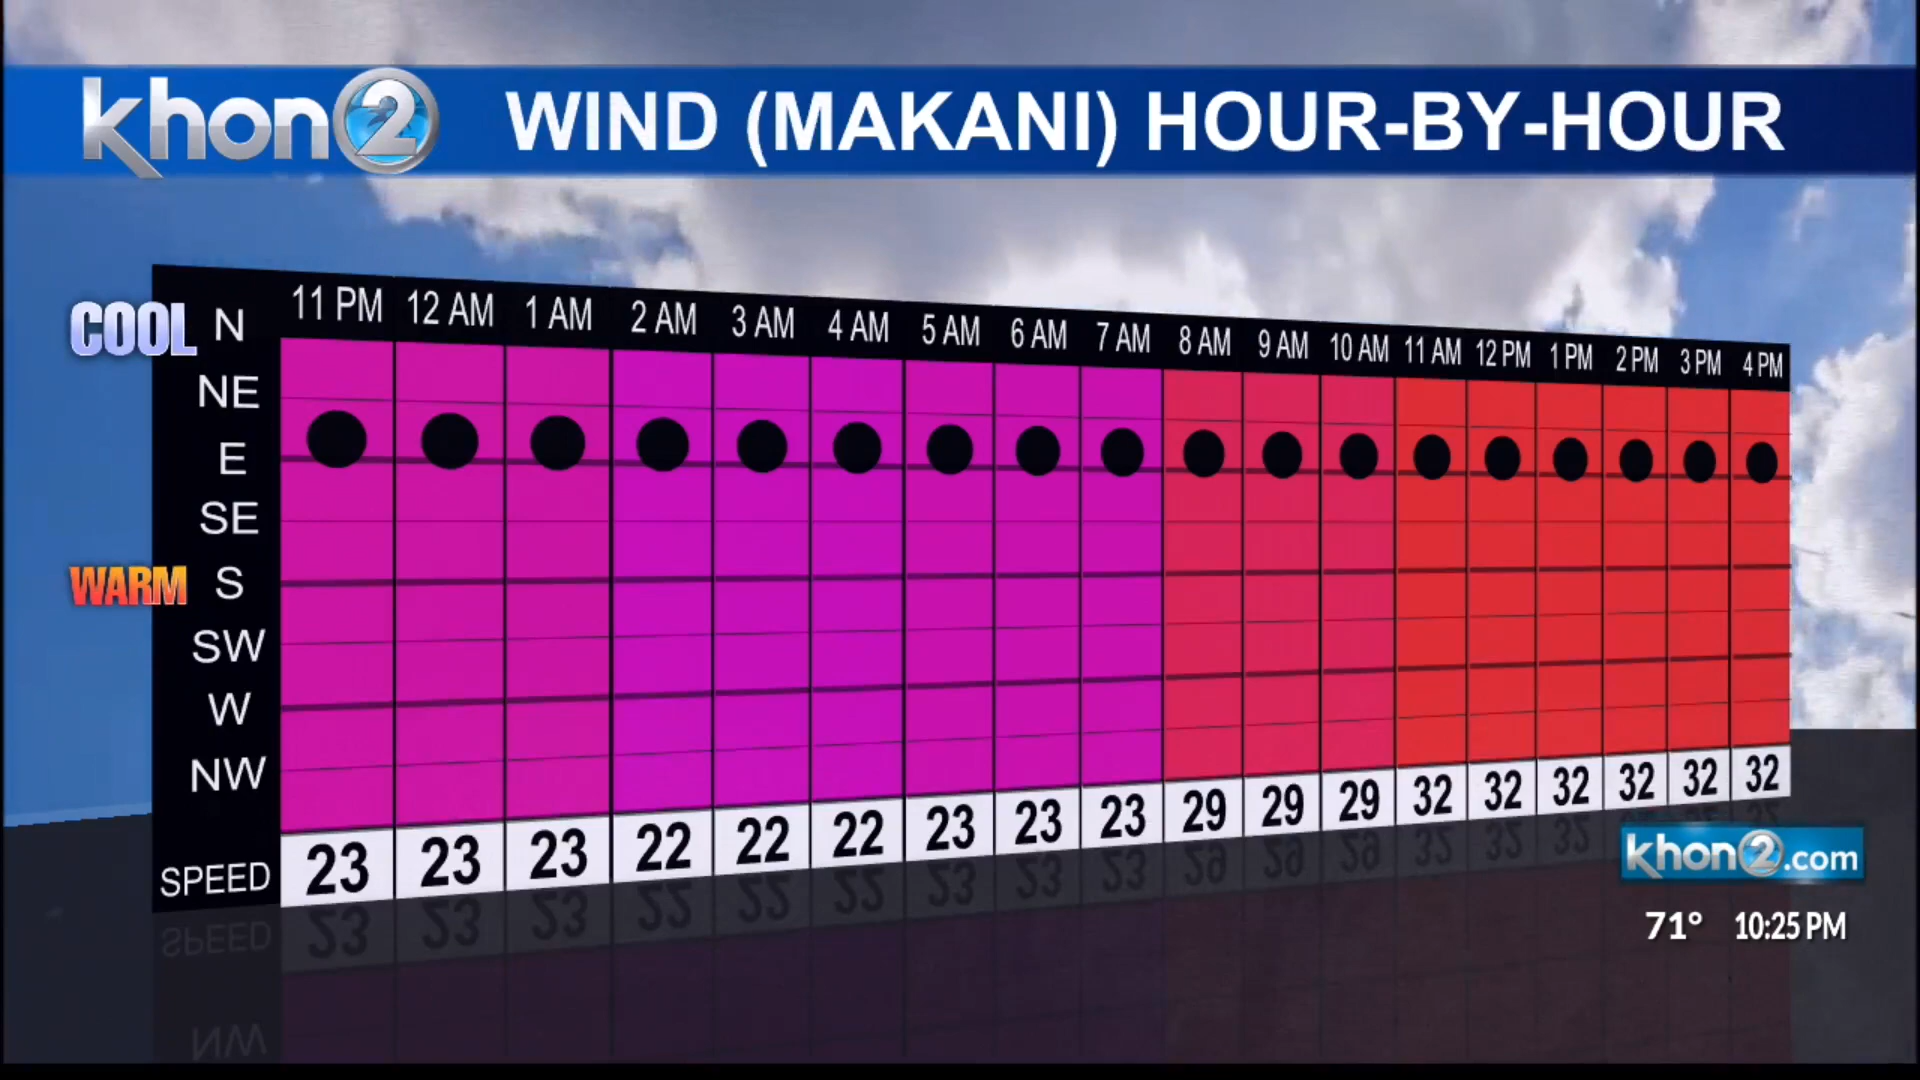 khon2 WIND (MAKANI) HOUR-BY-HOUR
11 PM 12 AM 1 AM 2 AM 3 AM 4 AM 5 AM 6 AM 7 AM 8 AM 9 AM 10 AM 11 AM 12 PM 1 PM 2 PM 3 PM 4 PM
COOL N
NE
E
SE
WARM S
SW
W
NW
SPEED 23 23 23 22 22 22 23 23 23 29 29 29 32 32 32 32 32 32
khon2.com
71° 10:25 PM